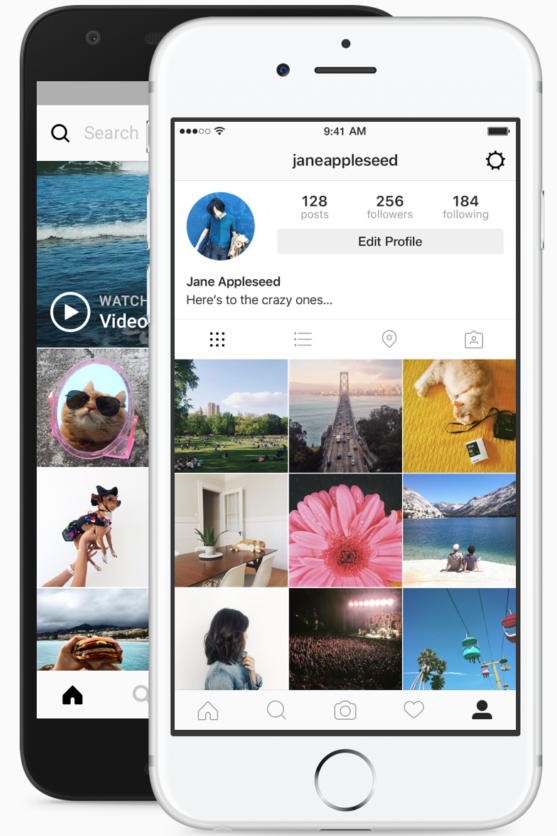 Search
WATCH
Video
9:41 AM
janeappleseed
128
posts
256
followers
184
following
Edit Profile
Jane Appleseed
Here's to the crazy ones...